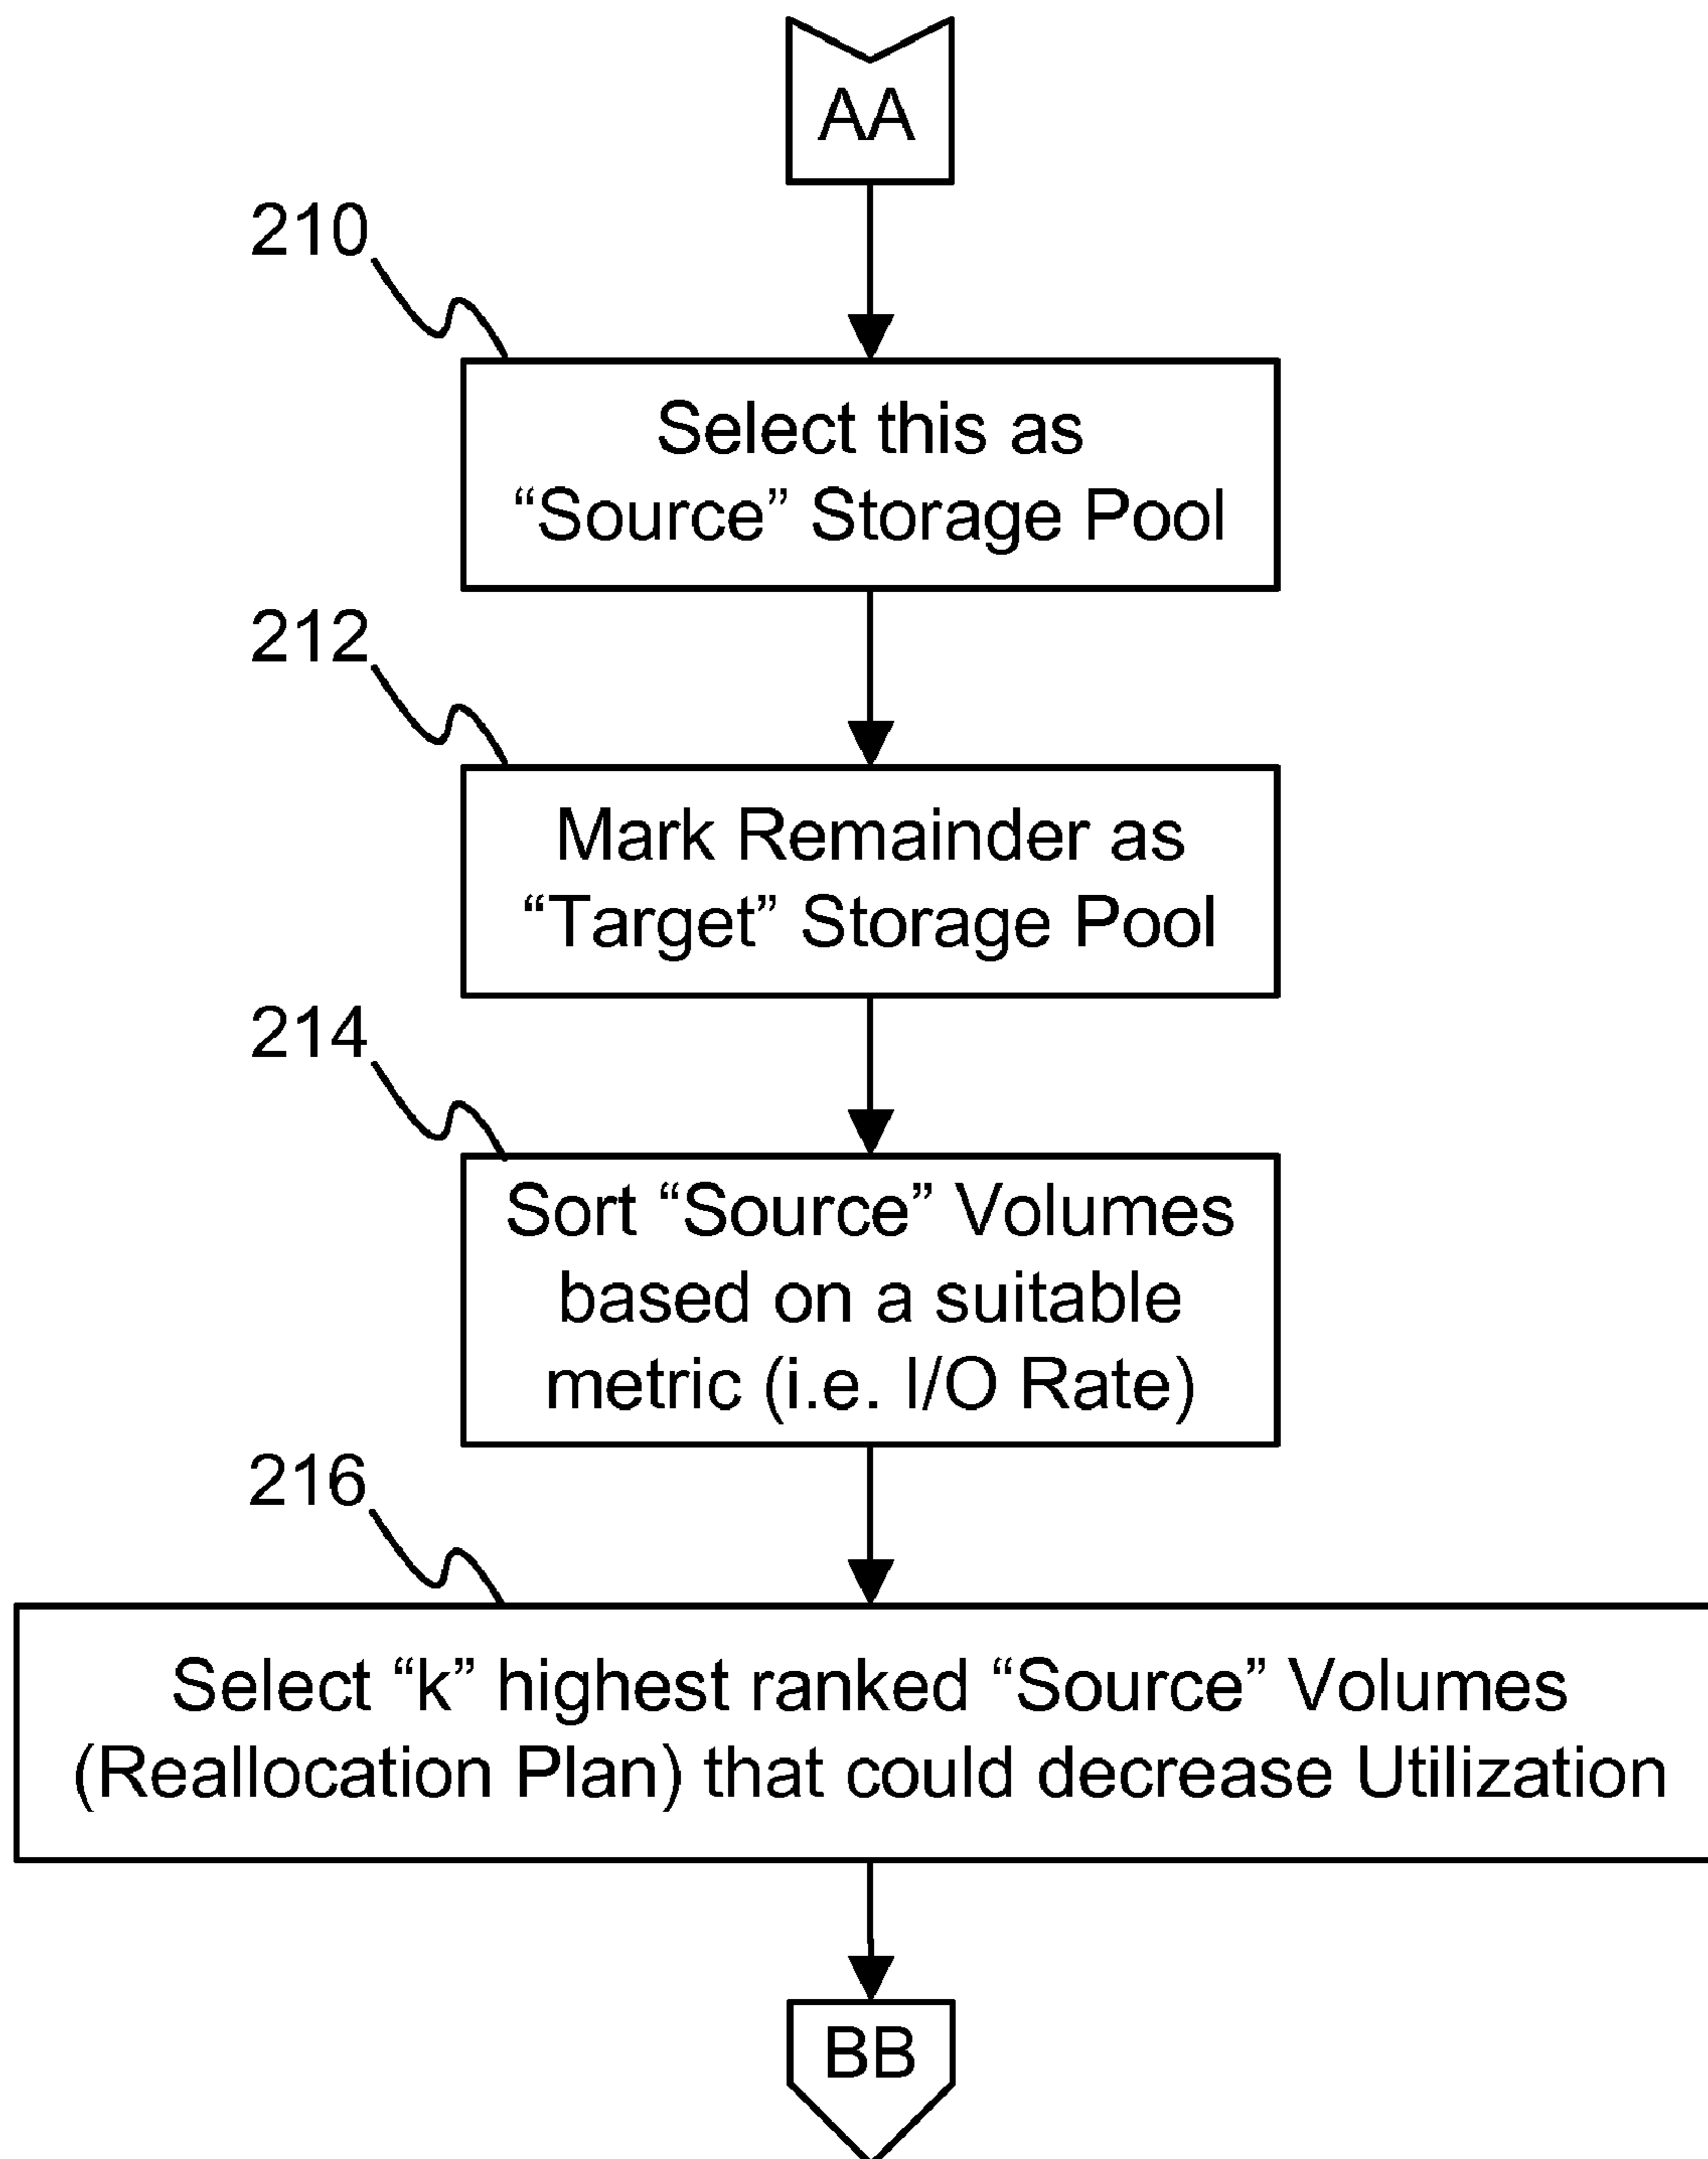 AA
210
Select this as
“Source” Storage Pool
212
Mark Remainder as
“Target” Storage Pool
214
Sort “Source” Volumes
based on a suitable
metric (i.e. I/O Rate)
216
Select “k” highest ranked “Source” Volumes
(Reallocation Plan) that could decrease Utilization
BB